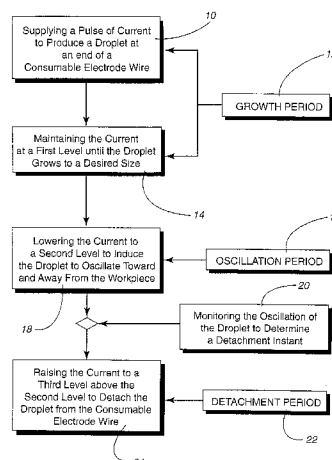 10
Supplying a Pulse of Current
to Produce a Droplet at
an end of a
Consumable Electrode Wire
GROWTH PERIOD
Maintaining the Current
at a First Level until the Droplet
Grows to a Desired Size
14
Lowering the Current to
a Second Level to Induce
the Droplet to Oscillate Toward
and Away From the Workpiece
18
OSCILLATION PERIOD
20
Monitoring the Oscillation of
the Droplet to Determine
a Detachment Instant
Raising the Current to a
Third Level above the
Second Level to Detach the
Droplet from the Consumable
Electrode Wire
DETACHMENT PERIOD
22